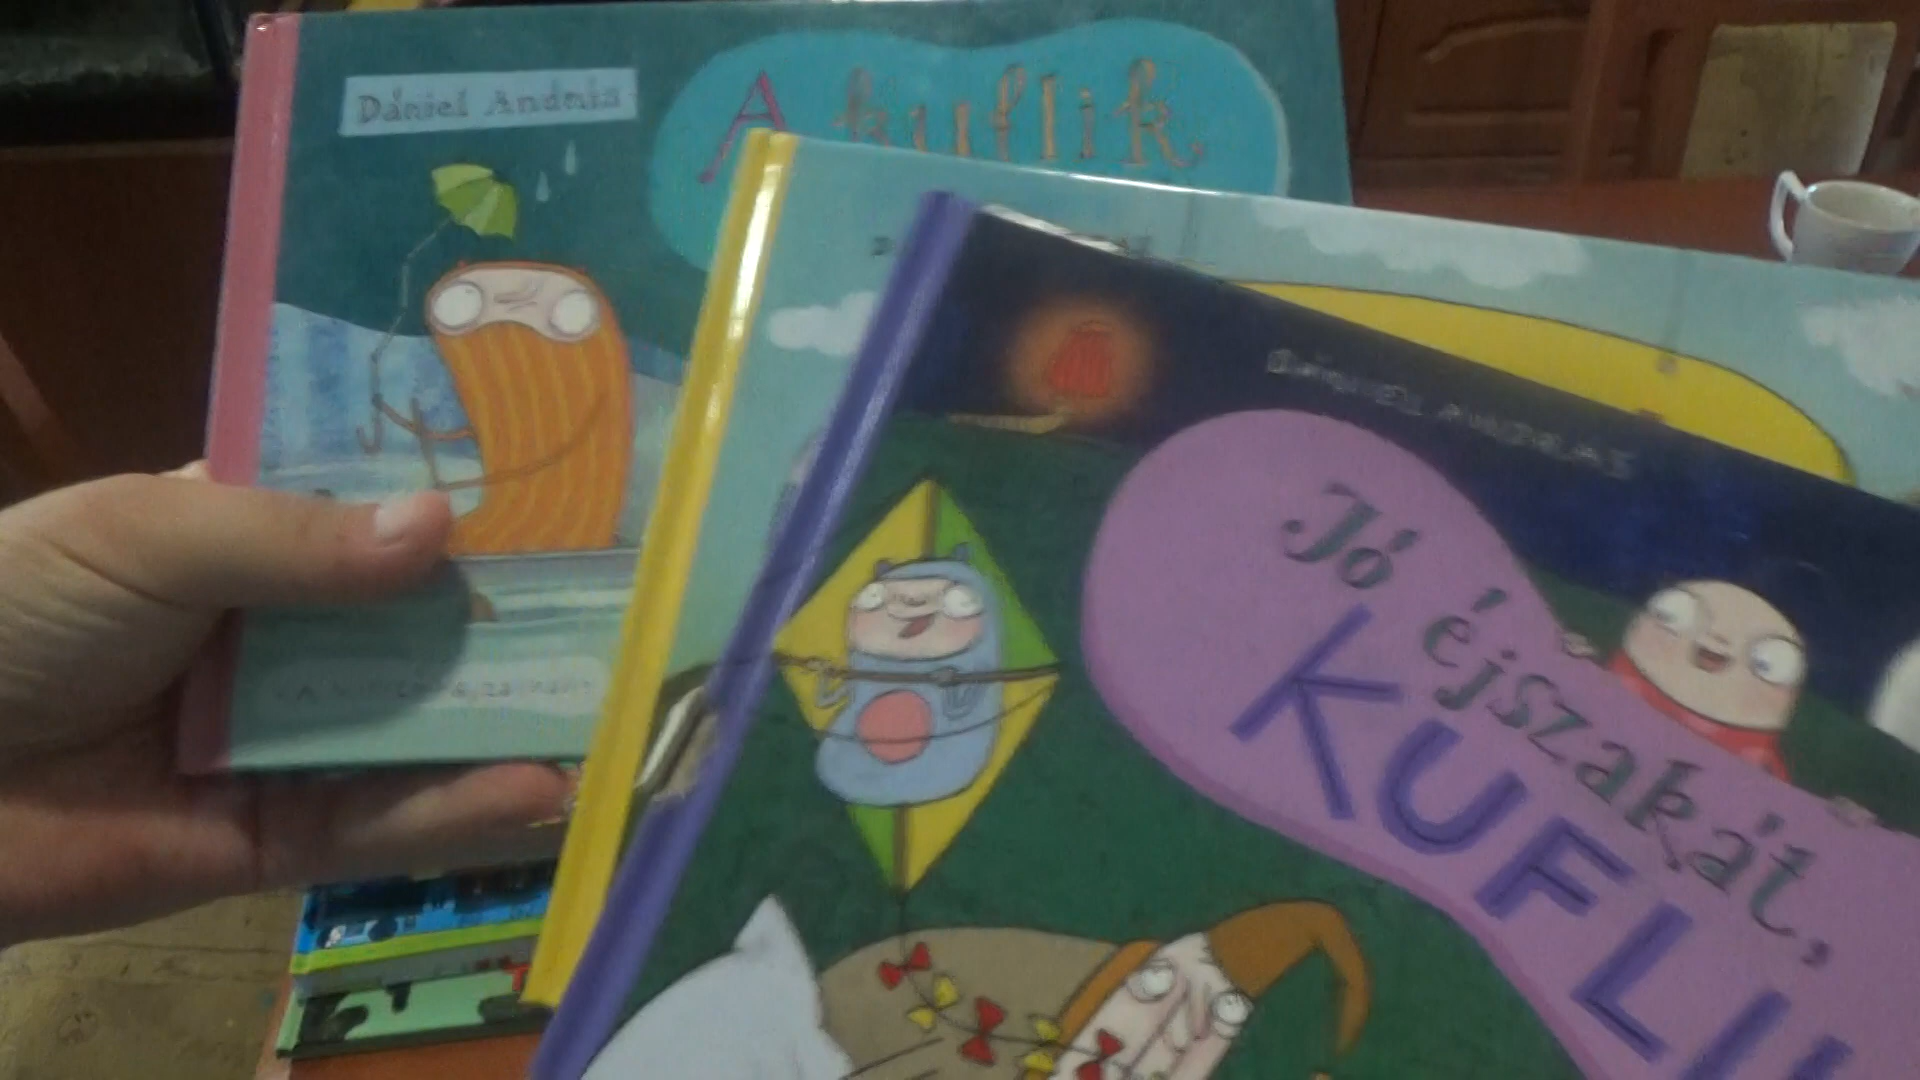 Dániel András
A kuflik
DÁNIEL ANDRÁS
Jó
éjszakát,
KUFLI